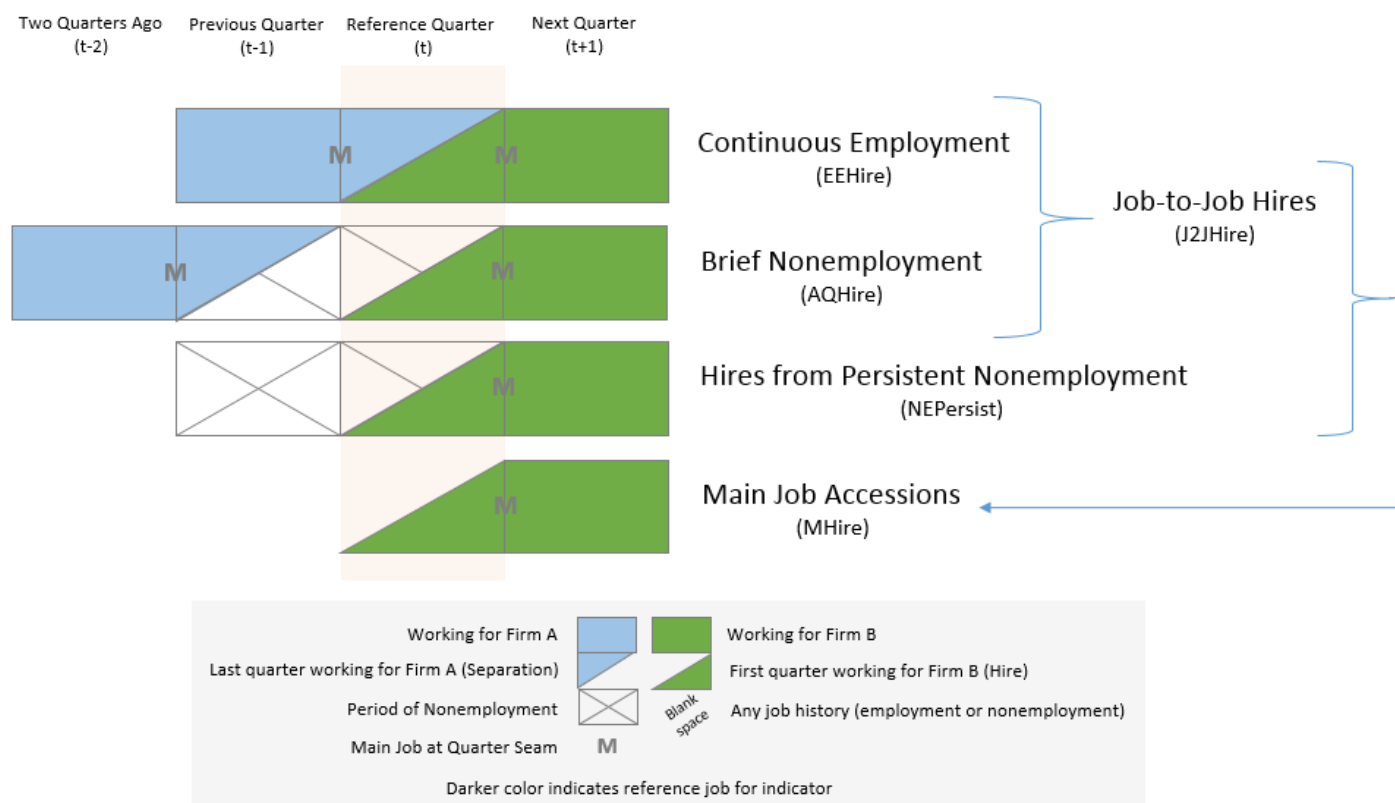 Two Quarters Ago
(t-2)
Previous Quarter
(t-1)
Reference Quarter
(t)
Next Quarter
(t+1)
M
M
Continuous Employment
(EEHire)
M
M
Brief Nonemployment
(AQHire)
Job-to-Job Hires
(J2JHire)
M
Hires from Persistent Nonemployment
(NEPersist)
M
Main Job Accessions
(MHire)
Working for Firm A
Working for Firm B
Last quarter working for Firm A (Separation)
First quarter working for Firm B (Hire)
Period of Nonemployment
Blank
space
Any job history (employment or nonemployment)
Main Job at Quarter Seam
M
Darker color indicates reference job for indicator